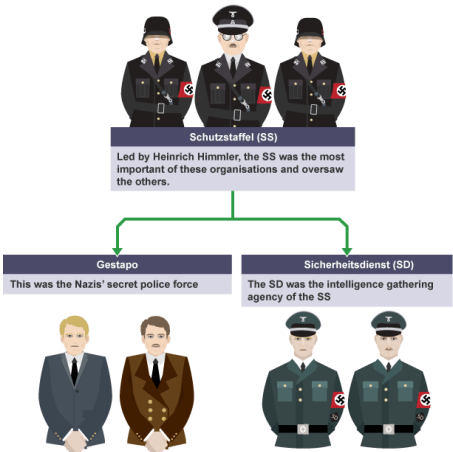 Schutzstaffel (SS)
Led by Heinrich Himmler, the SS was the most
important of these organisations and oversaw
the others.
Gestapo
This was the Nazis' secret police force
Sicherheitsdienst (SD)
The SD was the intelligence gathering
agency of the SS